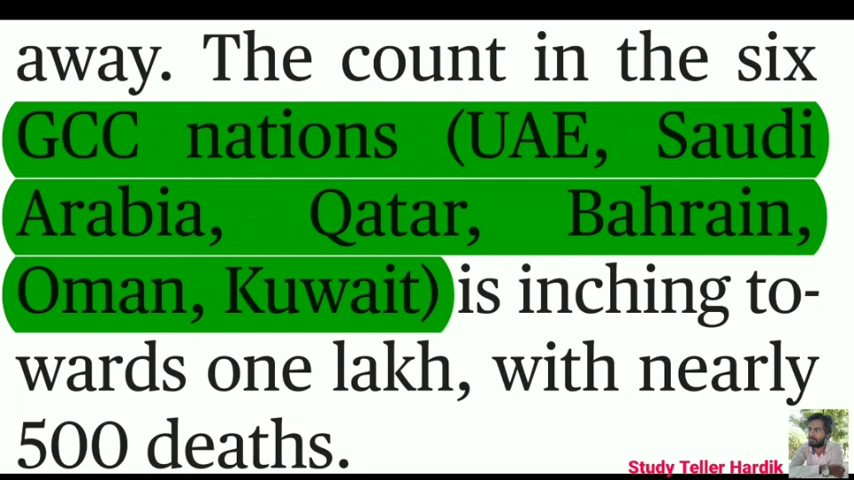 away. The count in the six
GCC nations (UAE, Saudi
Arabia, Qatar, Bahrain,
Oman, Kuwait) is inching to-
wards one lakh, with nearly
500 deaths.
Study Teller Hardik